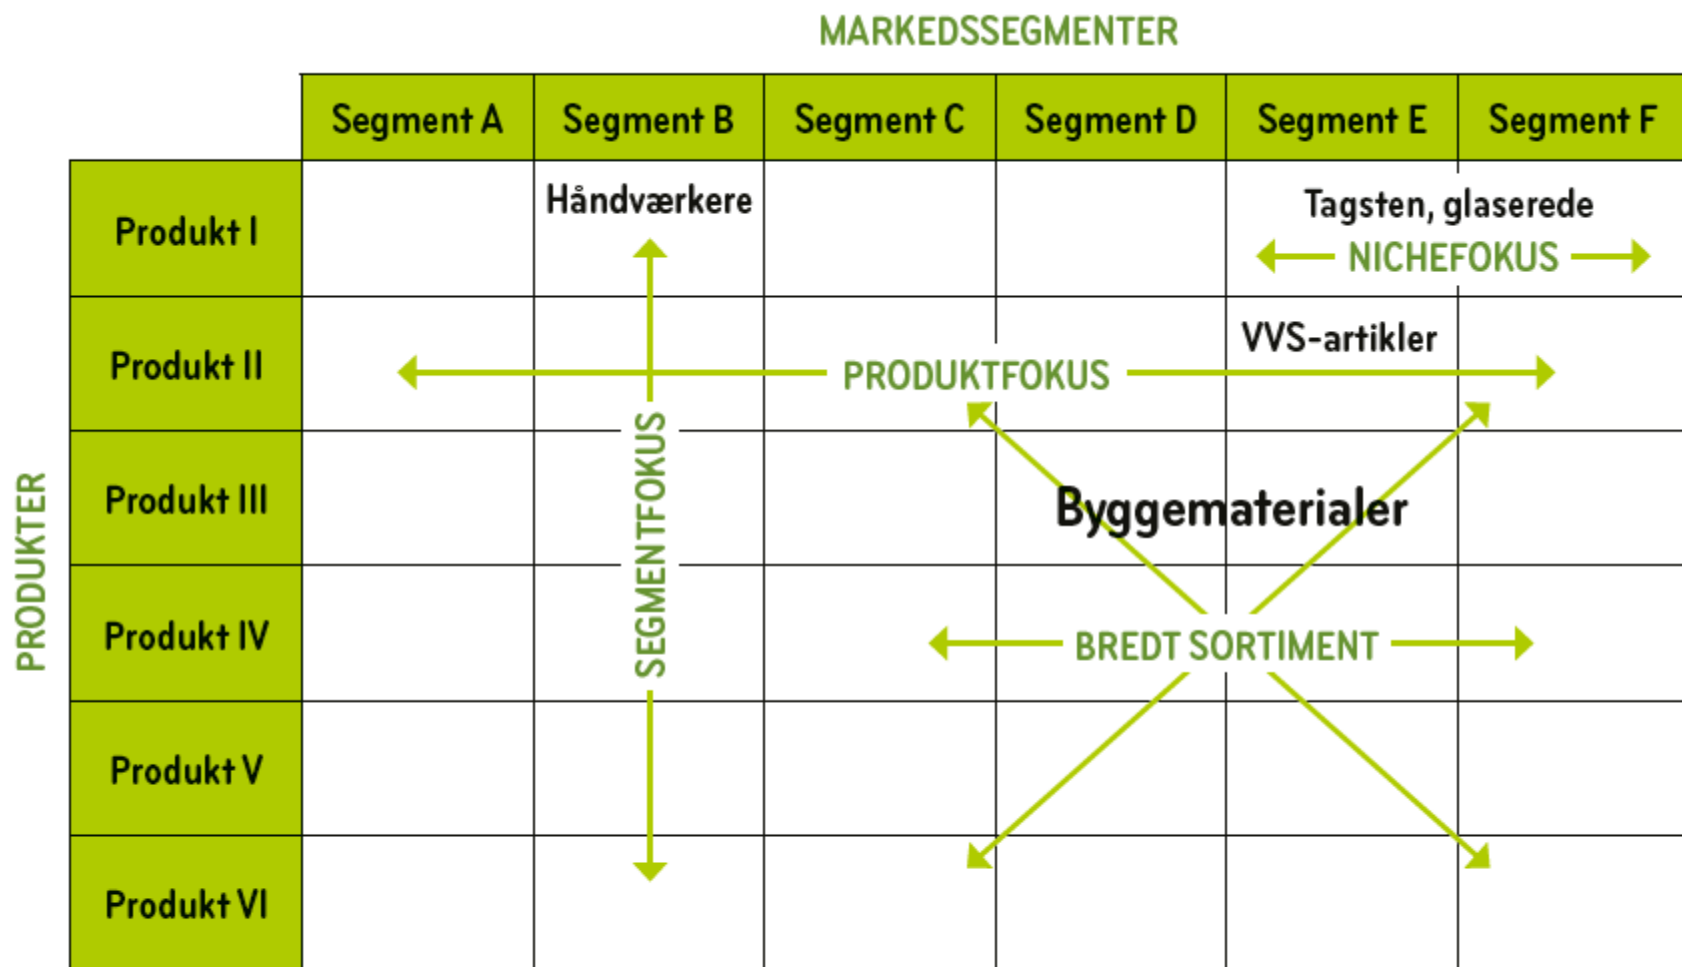 MARKEDSSEGMENTER
Segment A Segment B Segment C Segment D Segment E Segment F
PRODUKTER
Produkt I
Håndværkere
Tagsten, glaserede
NICHEFOKUS
Produkt II
VVS-artikler
PRODUKTFOKUS
SEGMENTFOKUS
Produkt III
Byggematerialer
Produkt IV
BREDT SORTIMENT
Produkt V
Produkt VI